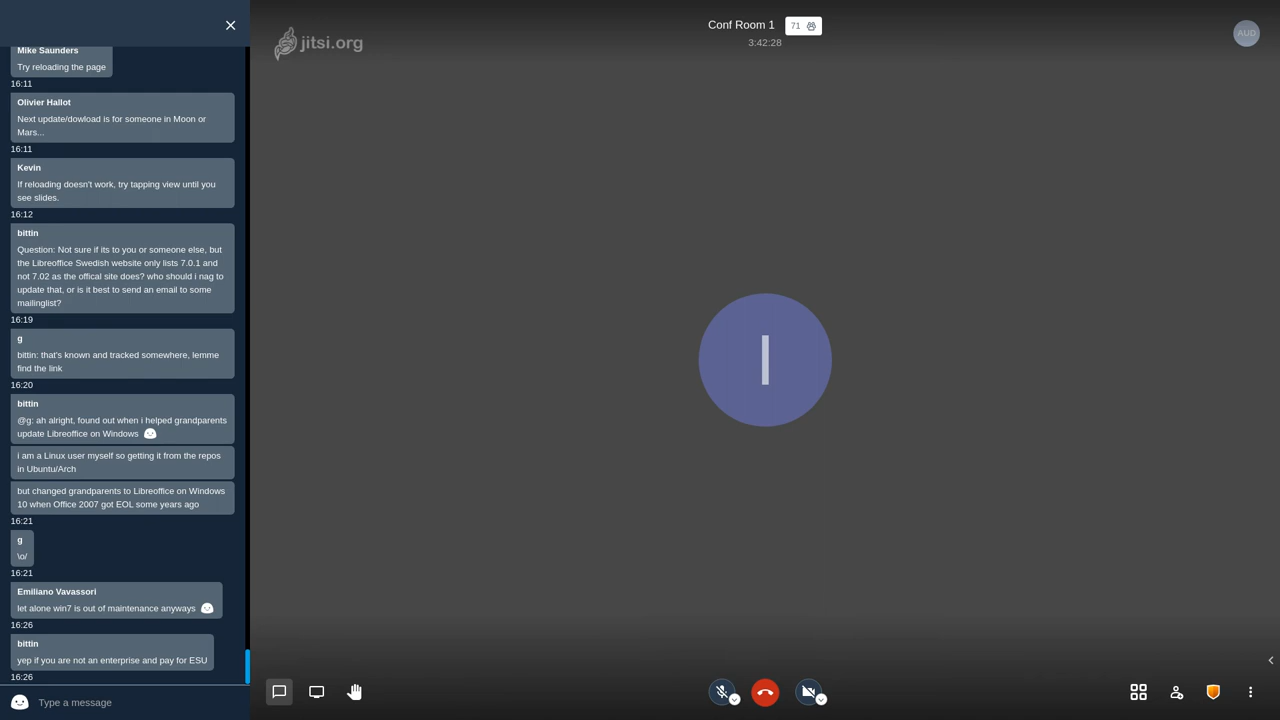 Mike Saunders
Try reloading the page
16:11
Olivier Hallot
Next update/dowload is for someone in Moon or
Mars...
16:11
Kevin
If reloading doesn't work, try tapping view until you
see slides.
16:12
bittin
Question: Not sure if its to you or someone else, but
the Libreoffice Swedish website only lists 7.0.1 and
not 7.02 as the offical site does? who should i nag to
update that, or is it best to send an email to some
mailinglist?
16:19
g
bittin: that's known and tracked somewhere, lemme
find the link
16:20
bittin
@g: ah alright, found out when i helped grandparents
update Libreoffice on Windows
i am a Linux user myself so getting it from the repos
in Ubuntu/Arch
but changed grandparents to Libreoffice on Windows
10 when Office 2007 got EOL some years ago
16:21
g
\o/
16:21
Emiliano Vavassori
let alone win7 is out of maintenance anyways
16:26
bittin
yep if you are not an enterprise and pay for ESU
16:26
Type a message
jitsi.org
Conf Room 1
71
3:42:28
AUD
I